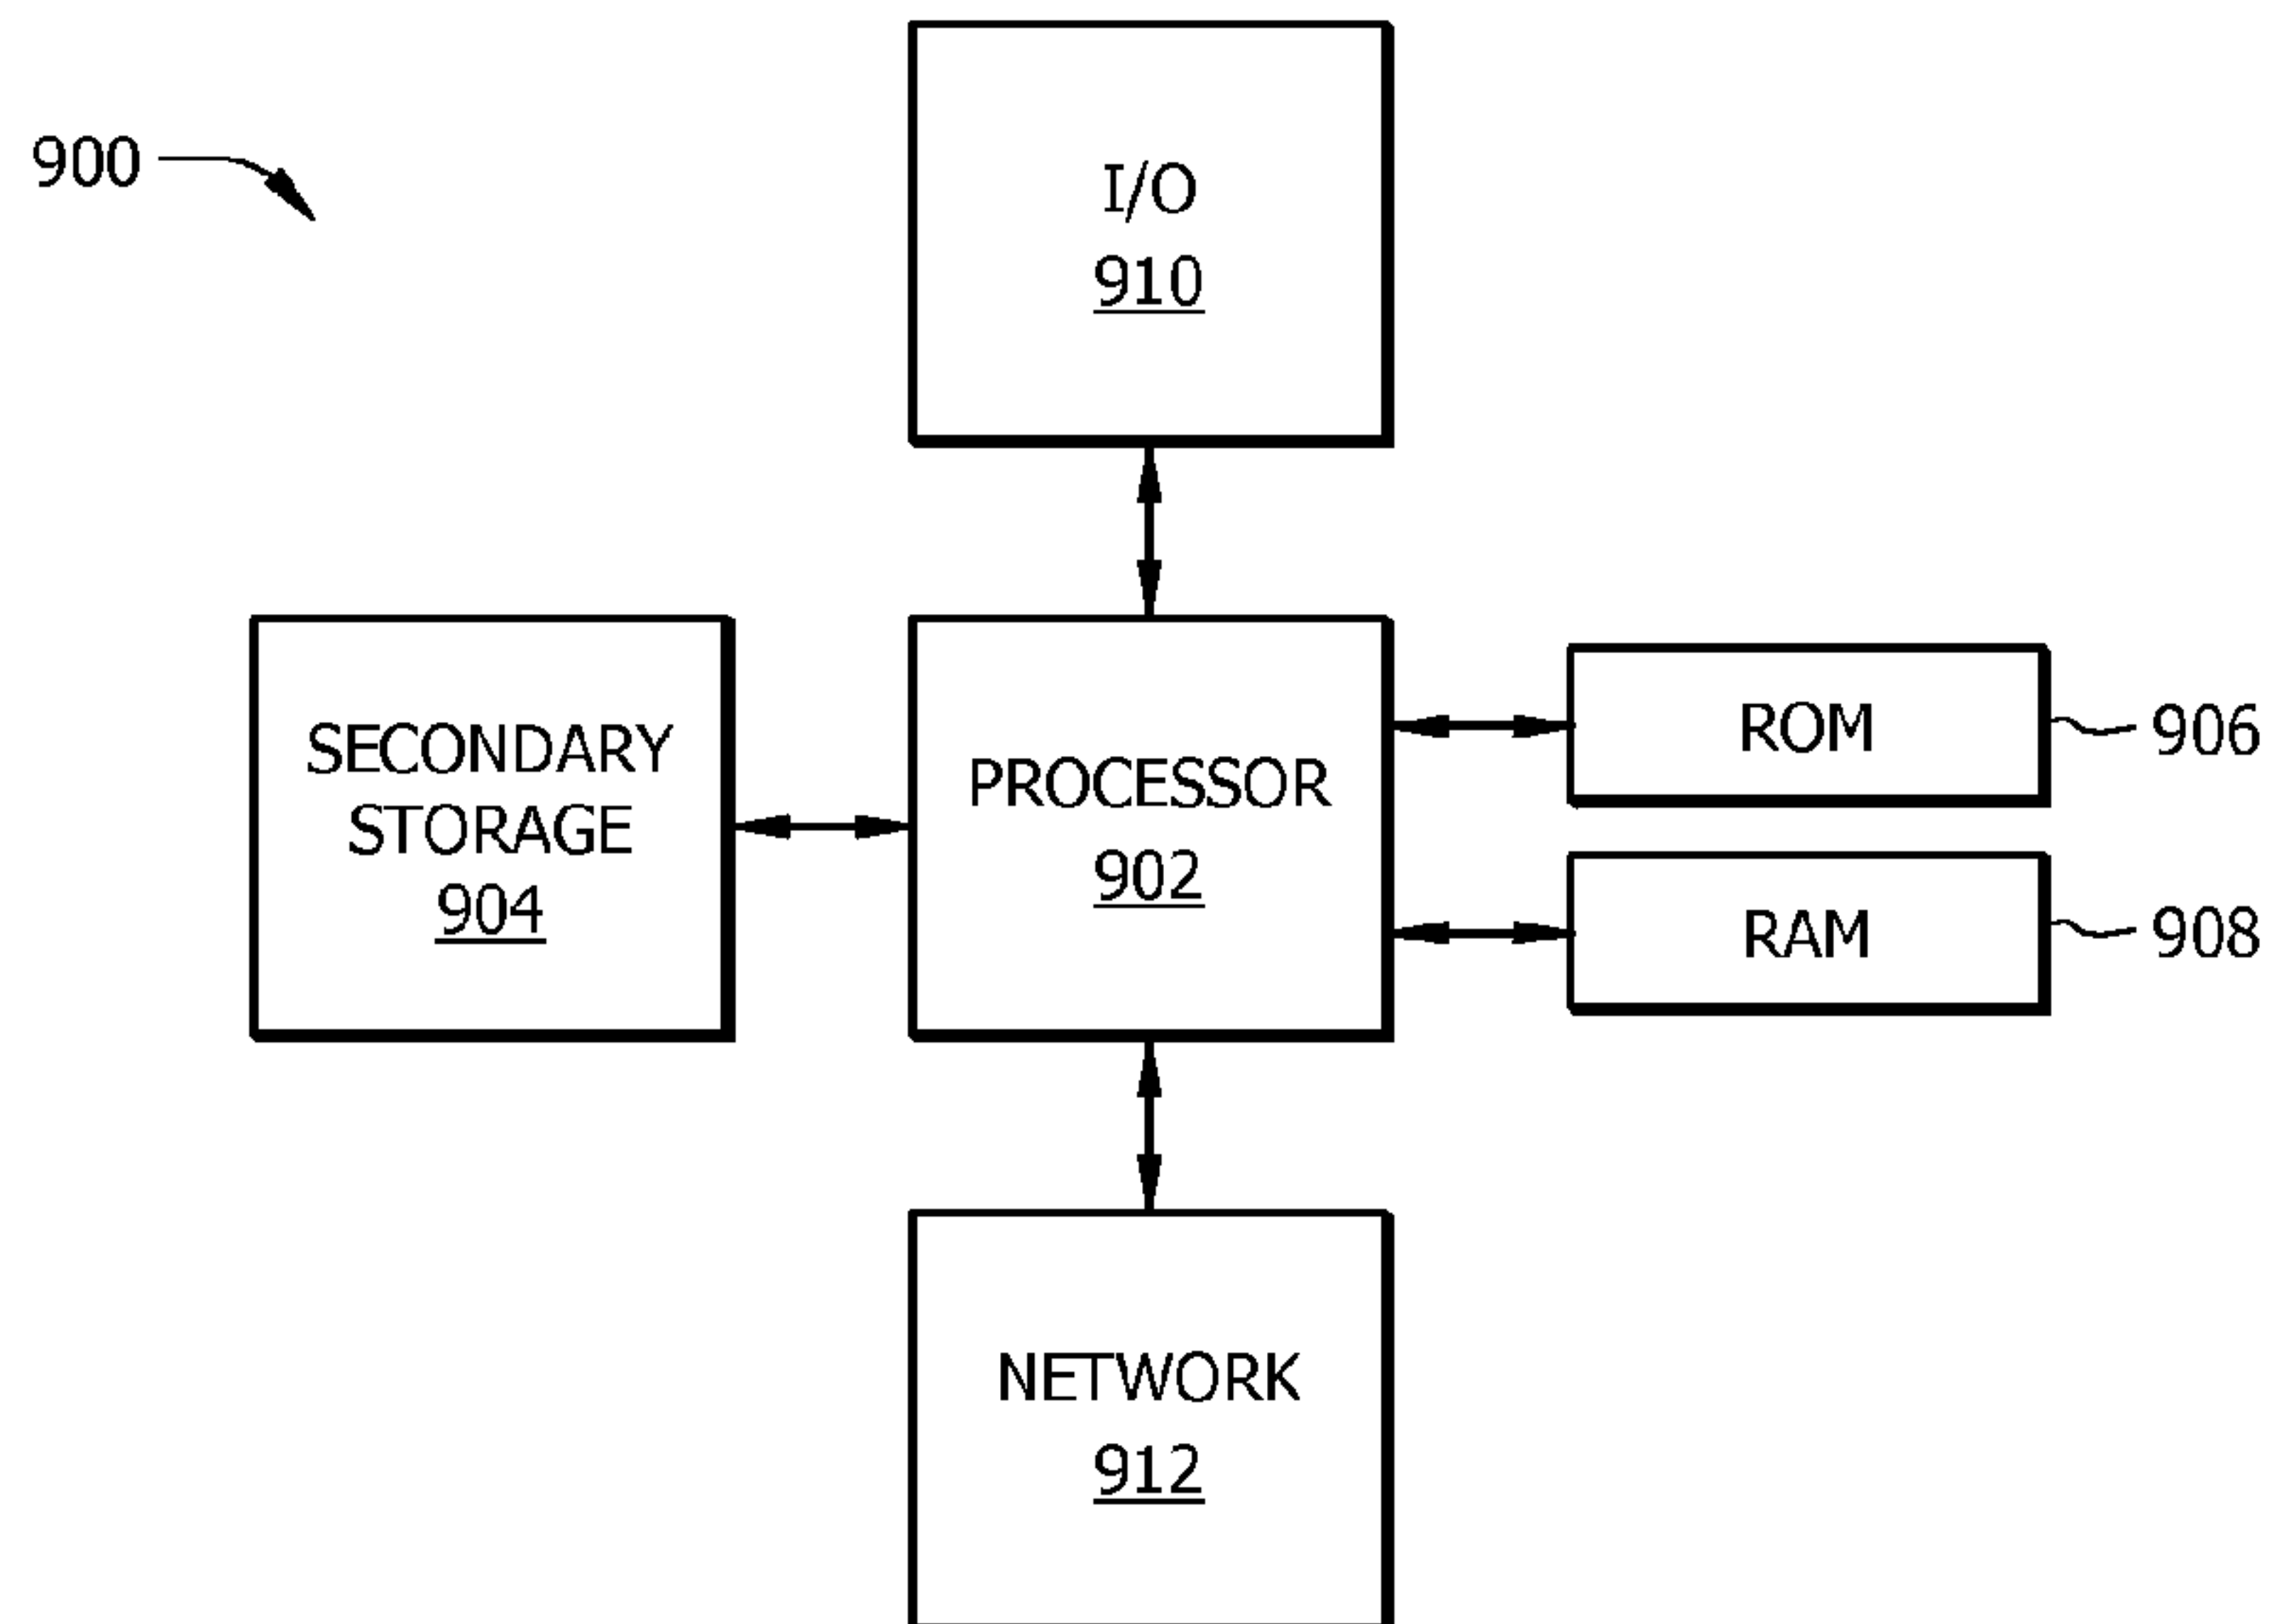 900
I/O
910
SECONDARY
STORAGE
904
PROCESSOR
902
ROM
906
RAM
908
NETWORK
912